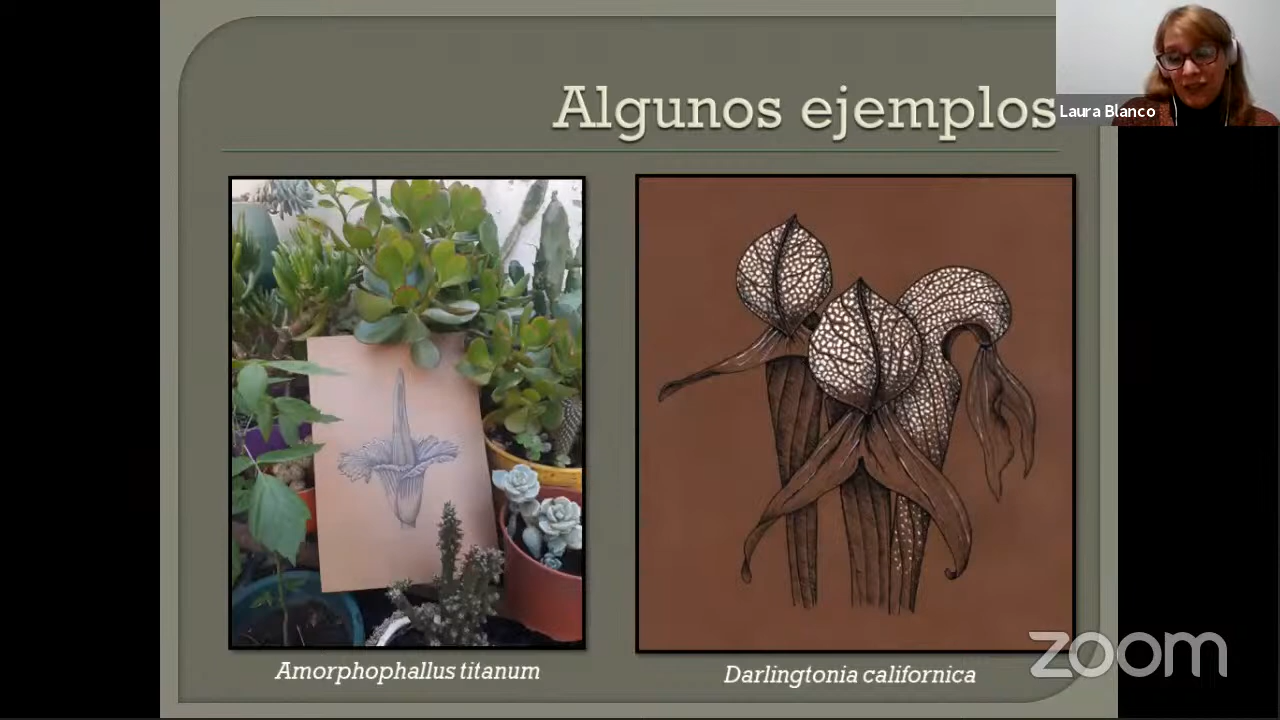 Algunos ejemplos
Laura Blanco
Amorphophallus titanum
Darlingtonia californica
zoom